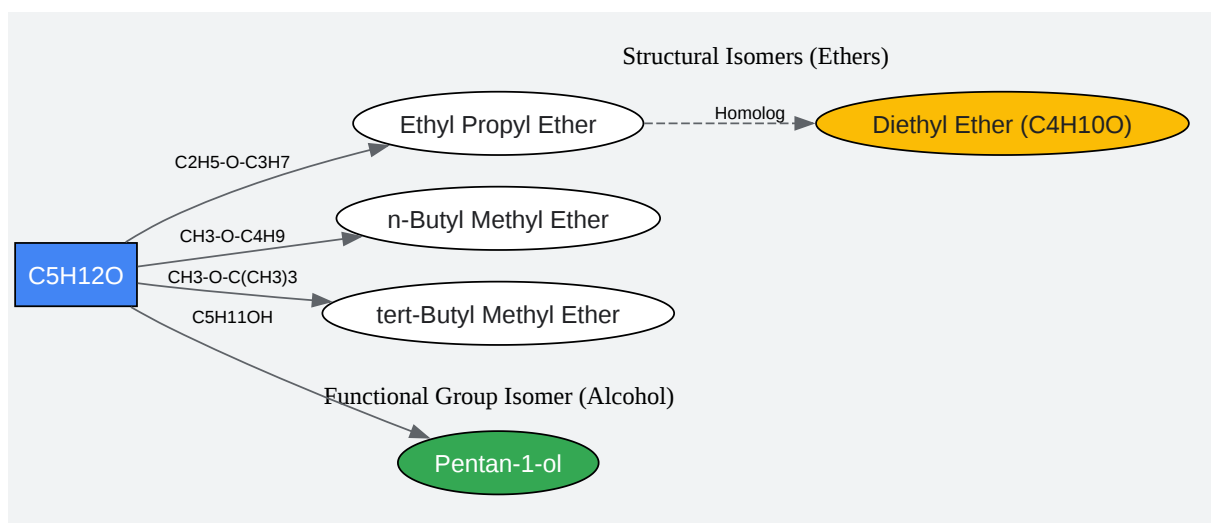 Structural Isomers (Ethers)
Ethyl Propyl Ether
Homolog
Diethyl Ether (C4H10O)
C2H5-O-C3H7
n-Butyl Methyl Ether
CH3-O-C4H9
C5H12O
CH3-O-C(CH3)3
tert-Butyl Methyl Ether
C5H11OH
Functional Group Isomer (Alcohol)
Pentan-1-ol